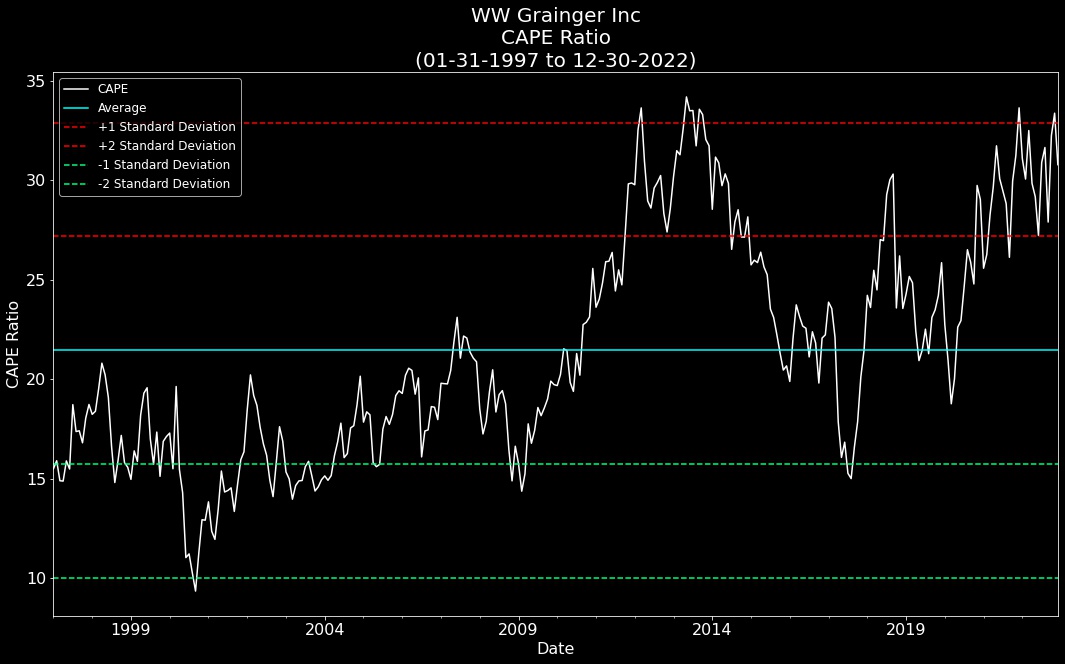 WW Grainger Inc
CAPE Ratio
(01-31-1997 to 12-30-2022)
CAPE
Average
+1 Standard Deviation
+2 Standard Deviation
-1 Standard Deviation
-2 Standard Deviation
CAPE Ratio
35
30
25
20
15
10
1999 2004 2009 2014 2019
Date